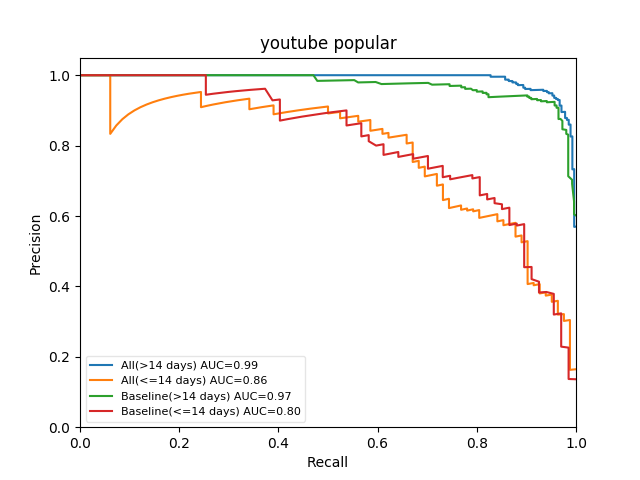 youtube popular
1.0
0.8
0.6
0.4
0.2
0.0
Precision
All(>14 days) AUC=0.99
All(<=14 days) AUC=0.86
Baseline(>14 days) AUC=0.97
Baseline(<=14 days) AUC=0.80
0.0 0.2 0.4 0.6 0.8 1.0
Recall